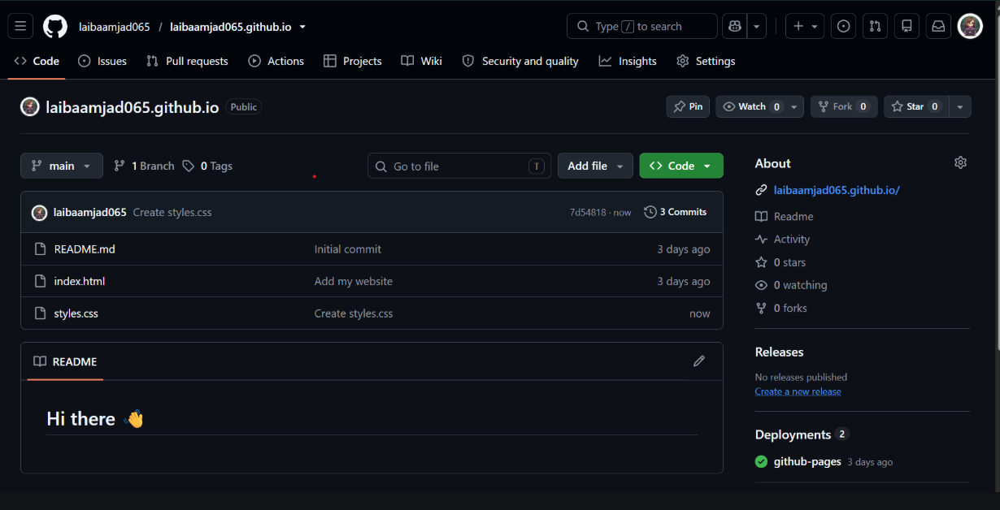 laibaamjad065 / laibaamjad065.github.io
Type / to search
Code Issues Pull requests Actions Projects Wiki Security and quality Insights Settings
laibaamjad065.github.io Public
Pin Watch 0 Fork 0 Star 0
main 1 Branch 0 Tags
Go to file T Add file Code
laibaamjad065 Create styles.css 7d54818 · now 3 Commits
README.md Initial commit 3 days ago
index.html Add my website 3 days ago
styles.css Create styles.css now
README
Hi there 👋
About
laibaamjad065.github.io/
Readme
Activity
0 stars
0 watching
0 forks
Releases
No releases published
Create a new release
Deployments 2
github-pages 3 days ago